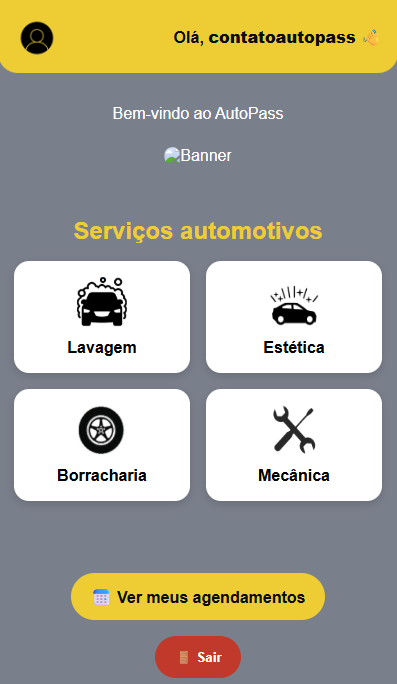 Olá, contatoautopass 👋
Bem-vindo ao AutoPass
Banner
Serviços automotivos
Lavagem
Estética
Borracharia
Mecânica
🗓️ Ver meus agendamentos
🚪 Sair